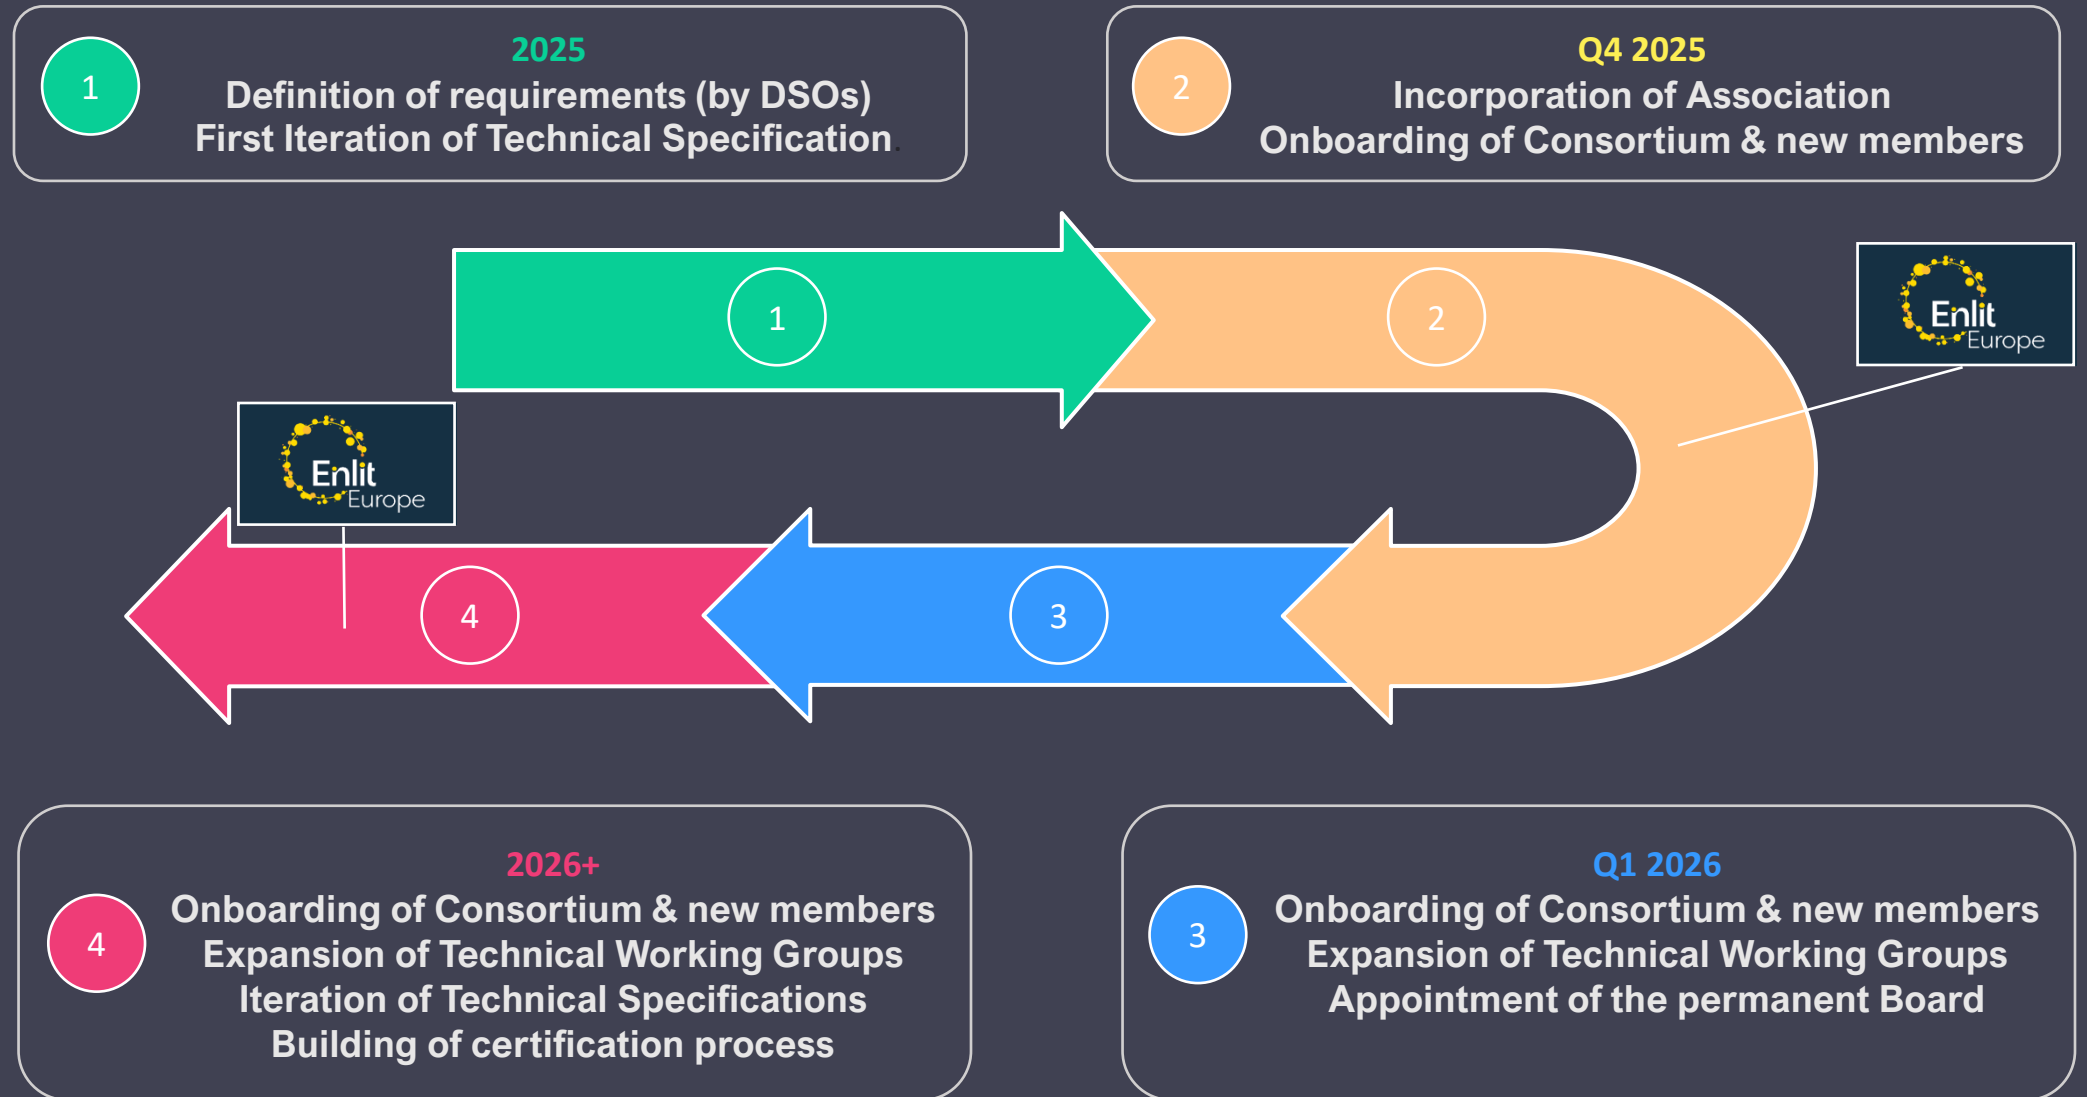 1
2025
Definition of requirements (by DSOs)
First Iteration of Technical Specification.
2
Q4 2025
Incorporation of Association
Onboarding of Consortium & new members
1
2
Enlit
Europe
Enlit
Europe
4
3
4
2026+
Onboarding of Consortium & new members
Expansion of Technical Working Groups
Iteration of Technical Specifications
Building of certification process
3
Q1 2026
Onboarding of Consortium & new members
Expansion of Technical Working Groups
Appointment of the permanent Board